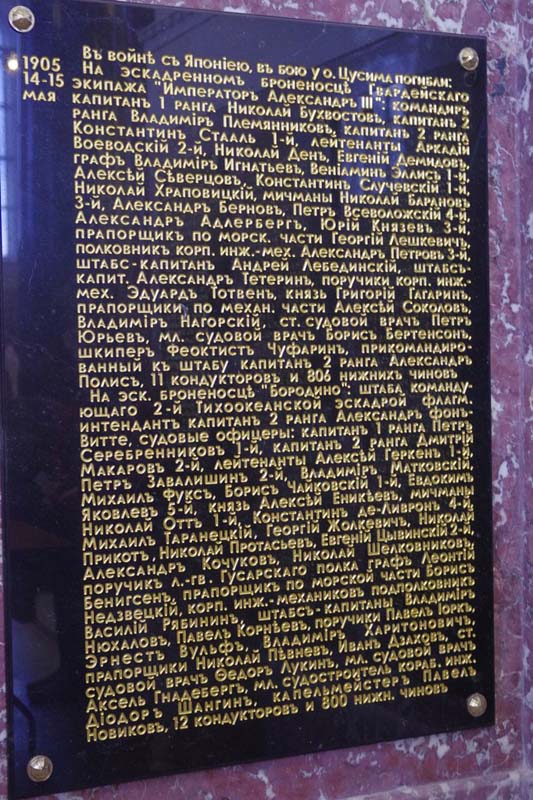 1905
14-15
мая
Въ войнѣ съ Японіею, въ бою у о. Цусима погибли:
На эскадренномъ броненосцѣ Гвардейскаго
экипажа "Императоръ Александръ III": командиръ
капитанъ 1 ранга Николай Бухвостовъ, капитанъ 2
ранга Владиміръ Племянниковъ, капитанъ 2 ранга
Константинъ Стааль 1-й, лейтенанты Аркадій
Воеводскій 2-й, Николай Денъ, Евгеній Демидовъ,
графъ Владиміръ Игнатьевъ, Веніаминъ Эллисъ 1-й,
Алексѣй Сѣверцовъ, Константинъ Случевскій 1-й,
Николай Храповицкій, мичманы Николай Барановъ
3-й, Александръ Берновъ, Петръ Всеволожскій 4-й,
Александръ Адлербергъ, Юрій Князевъ 3-й,
прапорщикъ по морск. части Георгій Лешкевичъ,
полковникъ корп. инж.-мех. Александръ Петровъ 3-й,
штабс-капитанъ Андрей Лебединскій, штабсъ-
капит. Александръ Тетеринъ, поручики корп. инж.-
мех. Эдуардъ Тотвенъ, князь Григорій Гагаринъ,
прапорщики по механ. части Алексѣй Соколовъ,
Владиміръ Нагорскій, ст. судовой врачъ Петръ
Юрьевъ, мл. судовой врачъ Борисъ Бертенсонъ,
шкиперъ Феоктистъ Чуфаринъ, прикомандиро-
ванный къ штабу капитанъ 2 ранга Александръ
Полисъ, 11 кондукторовъ и 806 нижнихъ чиновъ
На эск. броненосцѣ "Бородино": штаба команду-
ющаго 2-й Тихоокеанской эскадрой флагм.
интендантъ капитанъ 2 ранга Александръ фонъ-
Витте, судовые офицеры: капитанъ 1 ранга Петръ
Серебренниковъ 1-й, капитанъ 2 ранга Дмитрій
Макаровъ 2-й, лейтенанты Алексѣй Геркенъ 1-й,
Петръ Завалишинъ 2-й, Владиміръ Матковскій,
Михаилъ Фуксъ, Борисъ Чайковскій 1-й, Евдокимъ
Яковлевъ 5-й, князь Алексѣй Еникѣевъ, мичманы
Николай Оттъ 1-й, Константинъ де-Ливронъ 4-й,
Михаилъ Таранецкій, Георгій Жолкевичъ, Николай
Прикотъ, Николай Протасьевъ, Евгеній Цывинскій 2-й,
Александръ Кочуковъ, Николай Шелковниковъ,
поручикъ л.-гв. Гусарскаго полка графъ Леонтій
Бенигсенъ, прапорщикъ по морской части Борисъ
Недзвецкій, корп. инж.-механиковъ подполковникъ
Василій Рябининъ, штабсъ-капитаны Владиміръ
Нюхаловъ, Павелъ Корнѣевъ, поручики Павелъ Іоркъ,
Эрнестъ Вульфъ, Владиміръ Харитоновичъ,
прапорщики Николай Пѣвневъ, Иванъ Дзаховъ, ст.
судовой врачъ Ѳедоръ Лукинъ, мл. судовой врачъ
Аксель Гнадебергъ, мл. судостроитель кораб. инж.
Діодоръ Шангинъ, капельмейстеръ Павелъ
Новиковъ, 12 кондукторовъ и 800 нижн. чиновъ